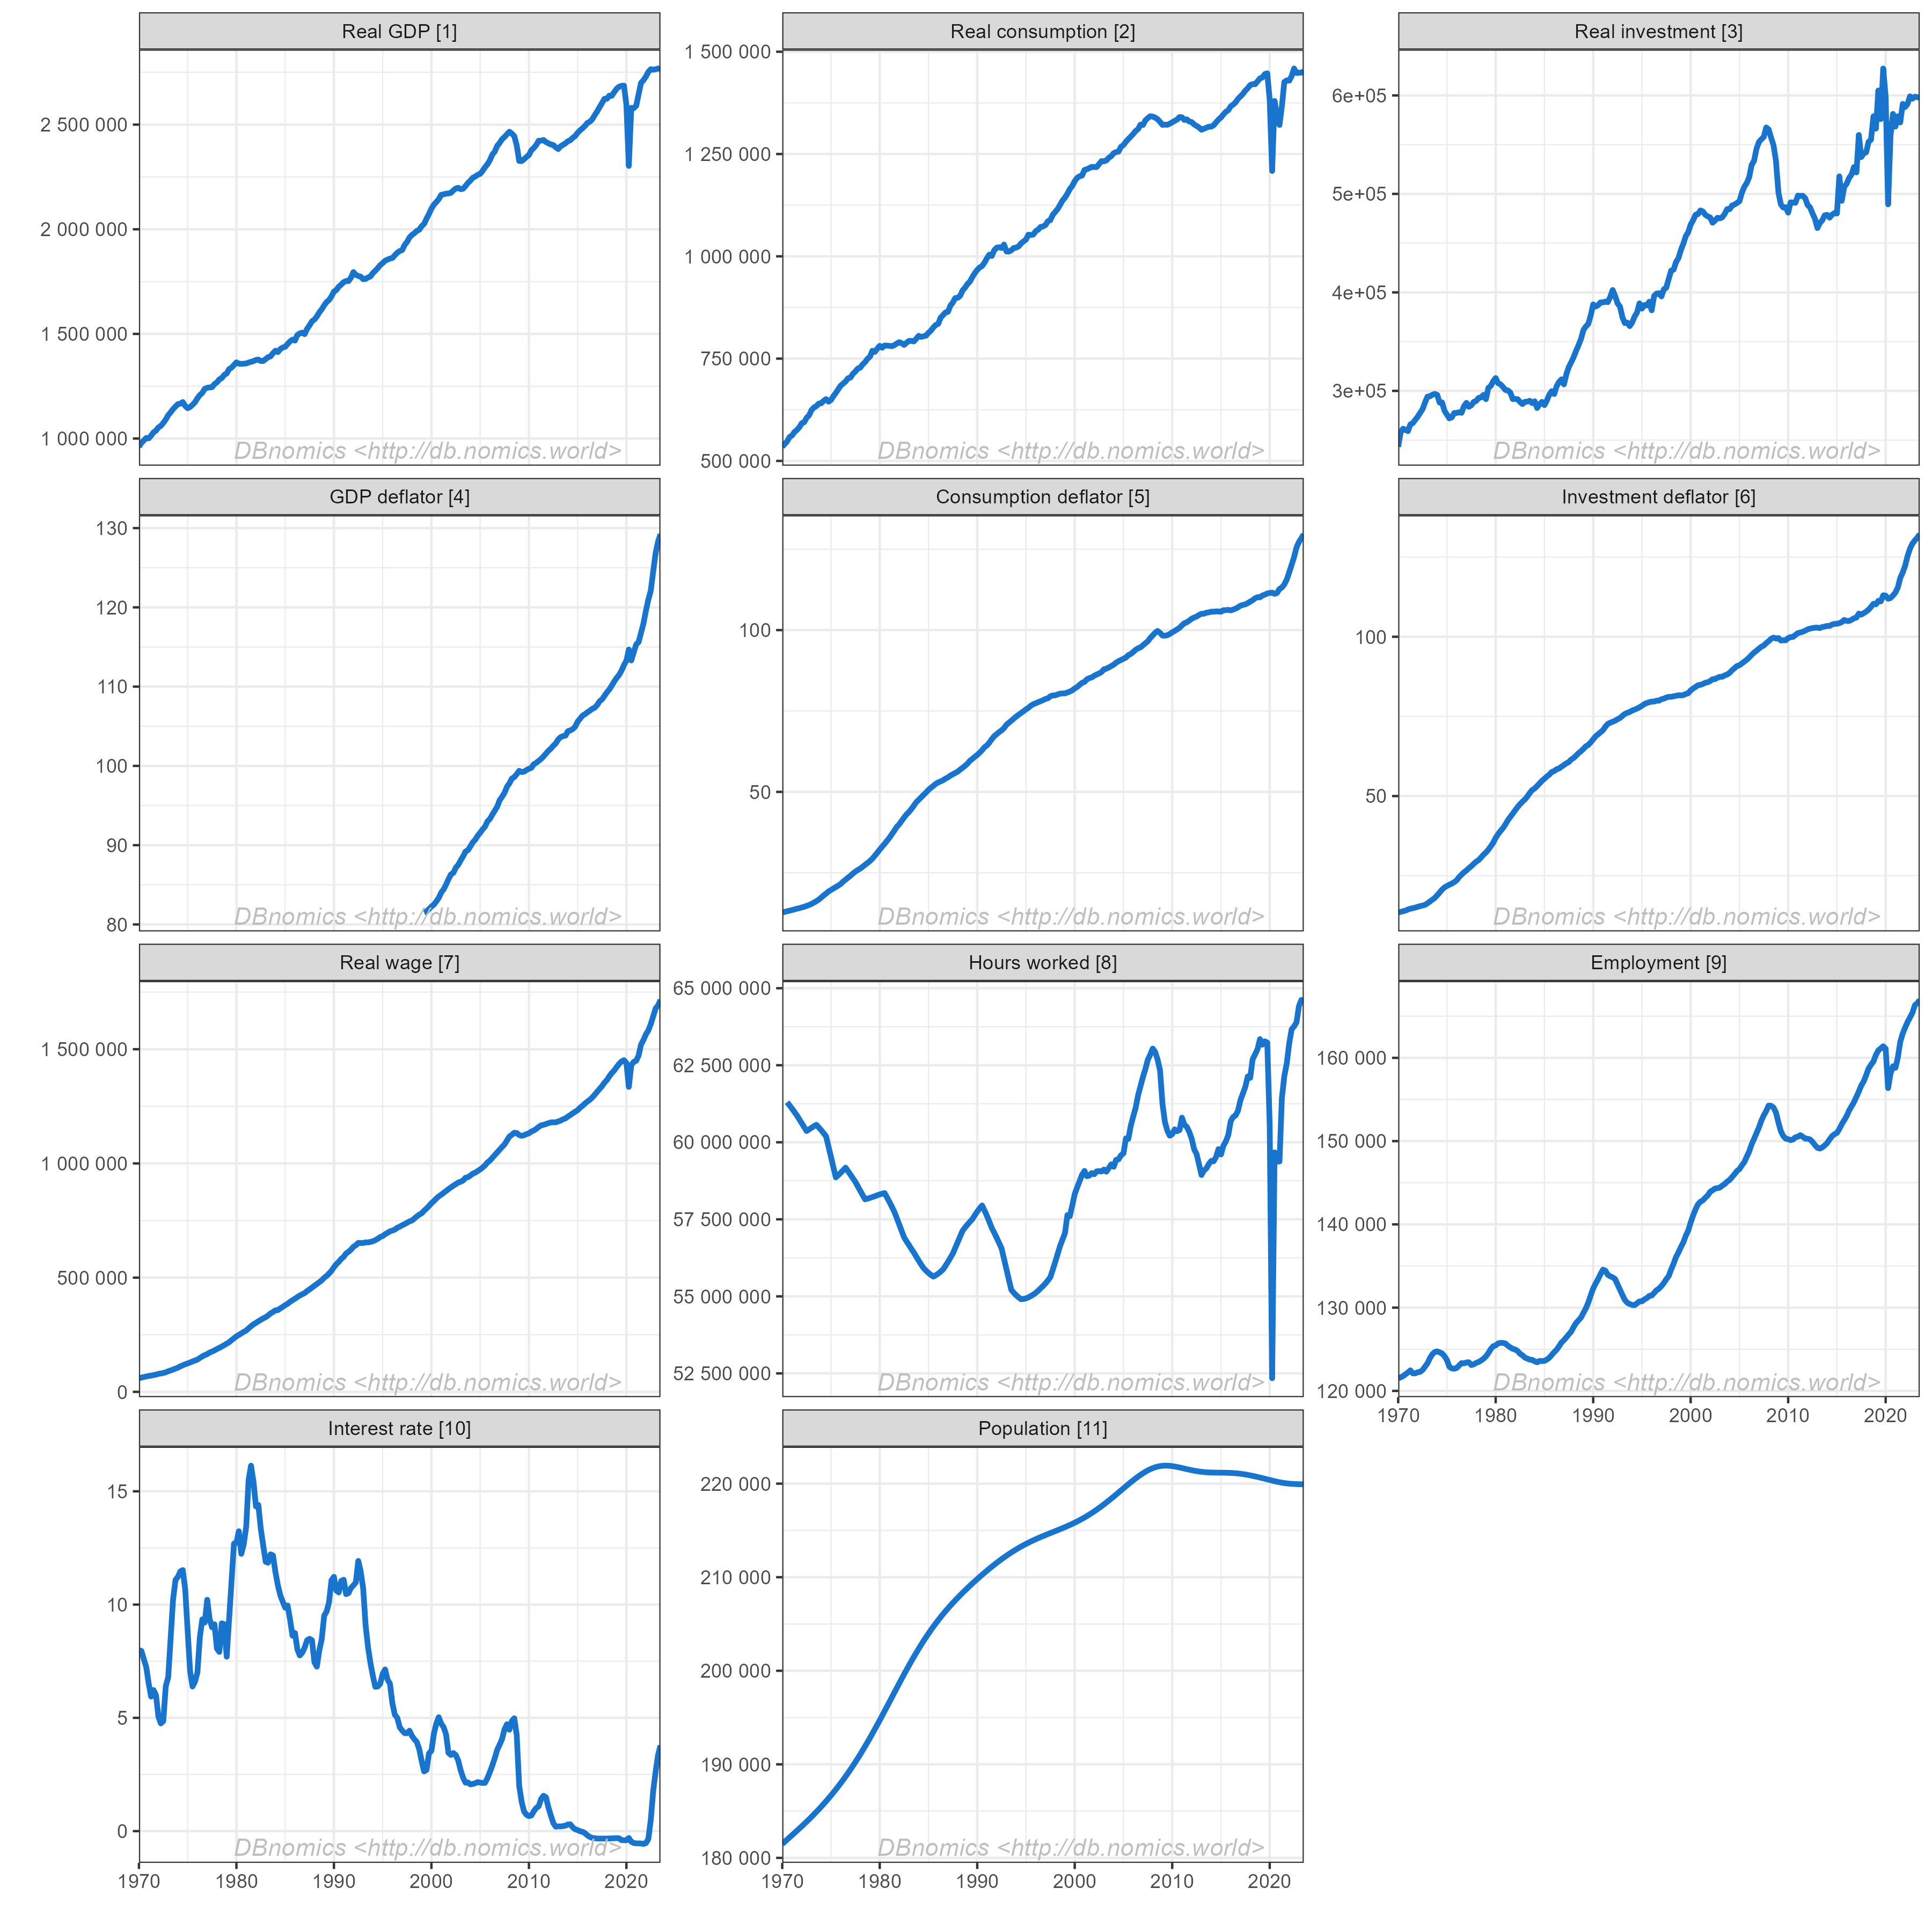 Real GDP [1]
Real consumption [2]
Real investment [3]
2 500 000
2 000 000
1 500 000
1 000 000
1 500 000
1 250 000
1 000 000
750 000
500 000
6e+05
5e+05
4e+05
3e+05
DBnomics <http://db.nomics.world>
DBnomics <http://db.nomics.world>
DBnomics <http://db.nomics.world>
GDP deflator [4]
Consumption deflator [5]
Investment deflator [6]
130
120
110
100
90
80
100
50
100
50
DBnomics <http://db.nomics.world>
DBnomics <http://db.nomics.world>
DBnomics <http://db.nomics.world>
Real wage [7]
Hours worked [8]
Employment [9]
1 500 000
1 000 000
500 000
0
65 000 000
62 500 000
60 000 000
57 500 000
55 000 000
52 500 000
160 000
150 000
140 000
130 000
120 000
DBnomics <http://db.nomics.world>
DBnomics <http://db.nomics.world>
DBnomics <http://db.nomics.world>
1970 1980 1990 2000 2010 2020
Interest rate [10]
Population [11]
15
10
5
0
220 000
210 000
200 000
190 000
180 000
DBnomics <http://db.nomics.world>
DBnomics <http://db.nomics.world>
1970 1980 1990 2000 2010 2020
1970 1980 1990 2000 2010 2020